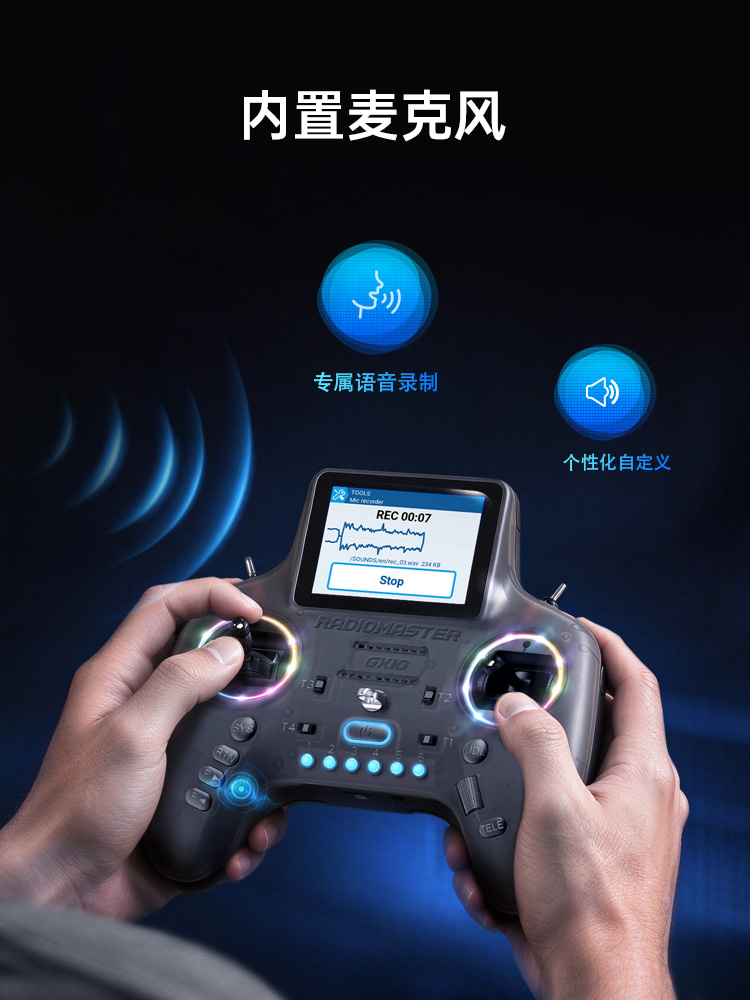 内置麦克风
专属语音录制
个性化自定义
TOOLS
Mic recorder
REC 00:07
/SOUNDS/en/rec_03.wav 234 KB
Stop
RADIOMASTER
GX10
T3
T2
T4
T1
SYS
MDL
RTN
1 2 3 4 5 6
P
P
TELE